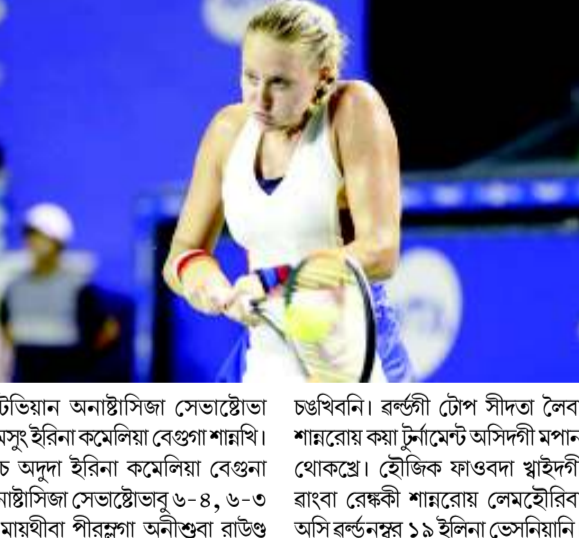 টভিয়ান অনাষ্টাসিজা সেভাষ্টোভা
মসুং ইরিনা কমেলিয়া বেগুগা শান্নখি।
চ অদুদা ইরিনা কমেলিয়া বেগুনা
নাষ্টাসিজা সেভাষ্টোভাবু ৬-৪, ৬-৩
মায়থীবা পীরম্লগা অনীশুবা রাউণ্ড
চঙখিবনি। ৱর্ল্ডগী টোপ সীদতা লৈবা
শান্নরোয় কয়া টুর্নামেন্ট অসিদগী মপান
থোকখ্রে। হৌজিক ফাওবদা খ্বাইদগী
ৱাংবা রেঙ্ককী শান্নরোয় লেমহৌরিবা
অসি ৱর্ল্ডনম্বর ১৯ ইলিনা ভেসনিয়ানি